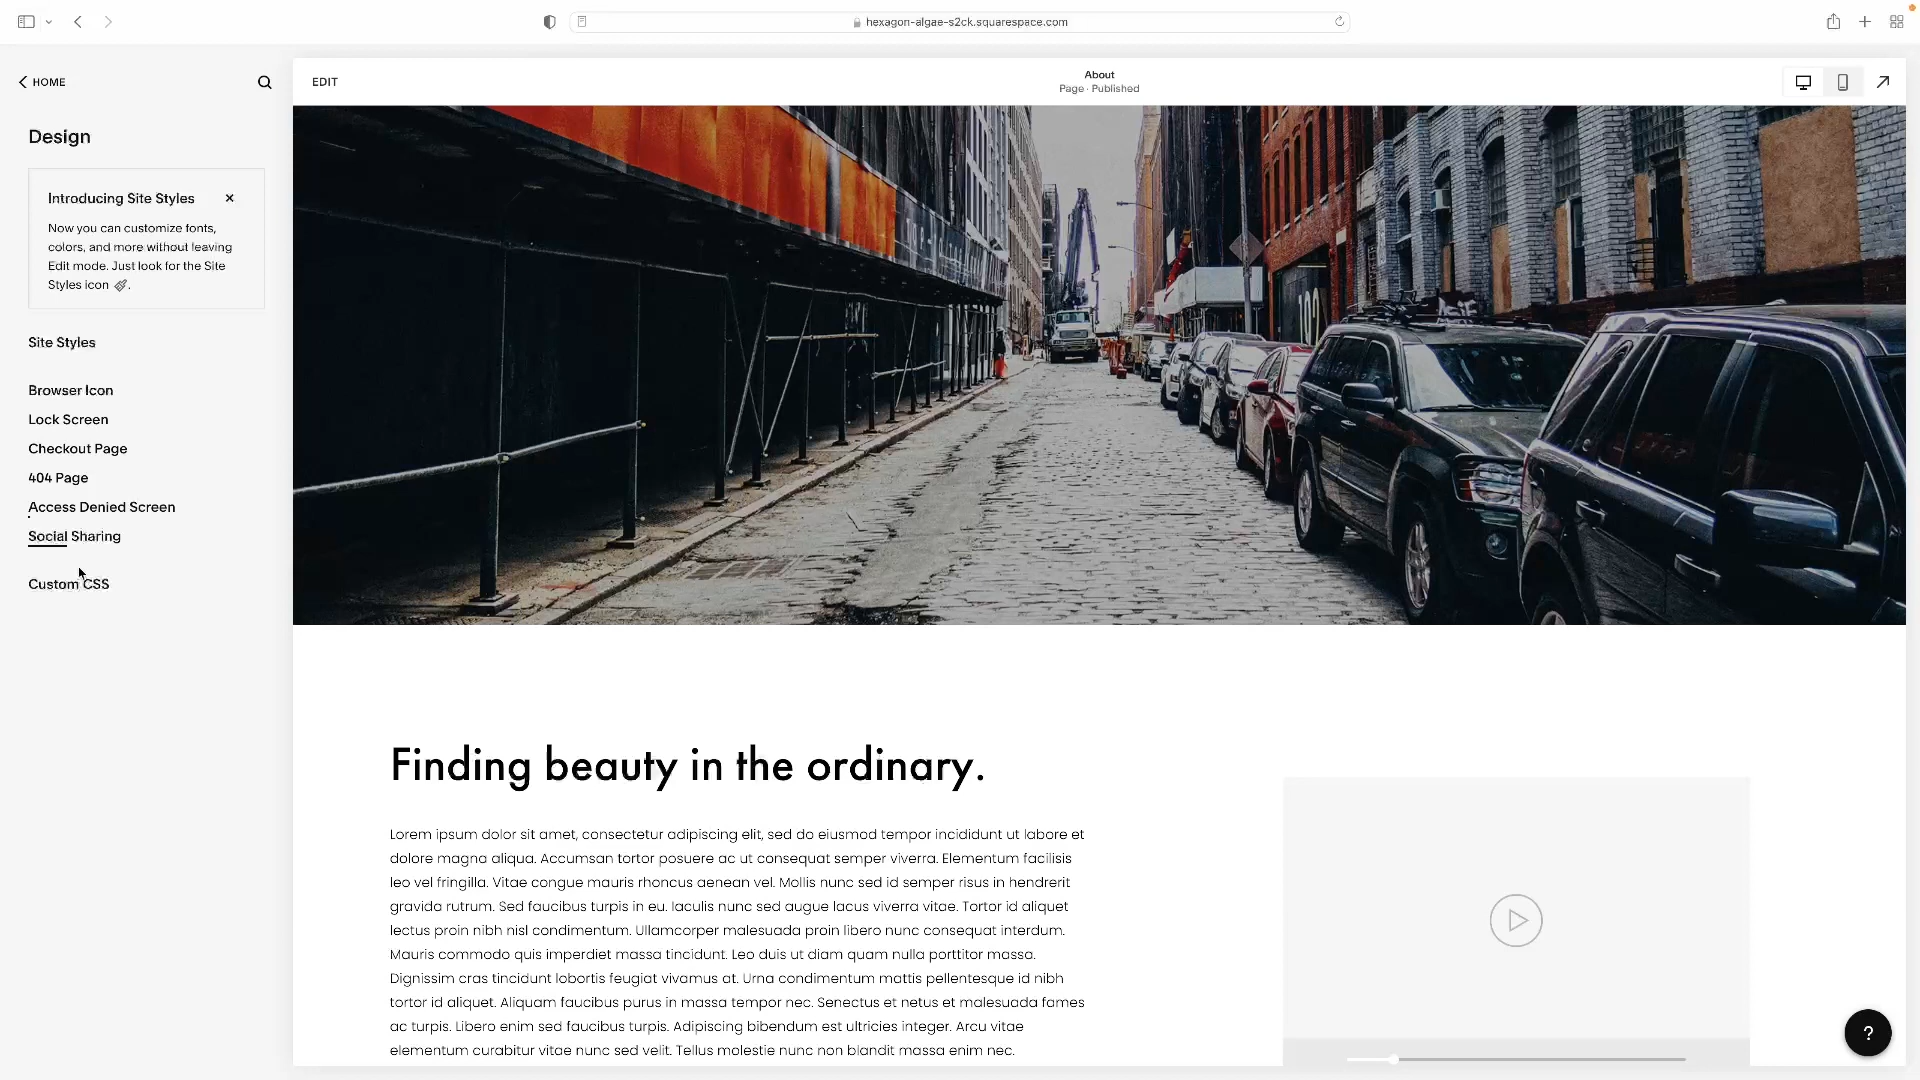 hexagon-algae-s2ck.squarespace.com
HOME
EDIT
About
Page · Published
Design
Introducing Site Styles
Now you can customize fonts,
colors, and more without leaving
Edit mode. Just look for the Site
Styles icon
Site Styles
Browser Icon
Lock Screen
Checkout Page
404 Page
Access Denied Screen
Social Sharing
Custom CSS
Finding beauty in the ordinary.
Lorem ipsum dolor sit amet, consectetur adipiscing elit, sed do eiusmod tempor incididunt ut labore et
dolore magna aliqua. Accumsan tortor posuere ac ut consequat semper viverra. Elementum facilisis
leo vel fringilla. Vitae congue mauris rhoncus aenean vel. Mollis nunc sed id semper risus in hendrerit
gravida rutrum. Sed faucibus turpis in eu. Iaculis nunc sed augue lacus viverra vitae. Tortor id aliquet
lectus proin nibh nisl condimentum. Ullamcorper malesuada proin libero nunc consequat interdum.
Mauris commodo quis imperdiet massa tincidunt. Leo duis ut diam quam nulla porttitor massa.
Dignissim cras tincidunt lobortis feugiat vivamus at. Urna condimentum mattis pellentesque id nibh
tortor id aliquet. Aliquam faucibus purus in massa tempor nec. Senectus et netus et malesuada fames
ac turpis. Libero enim sed faucibus turpis. Adipiscing bibendum est ultricies integer. Arcu vitae
elementum curabitur vitae nunc sed velit. Tellus molestie nunc non blandit massa enim nec.
?